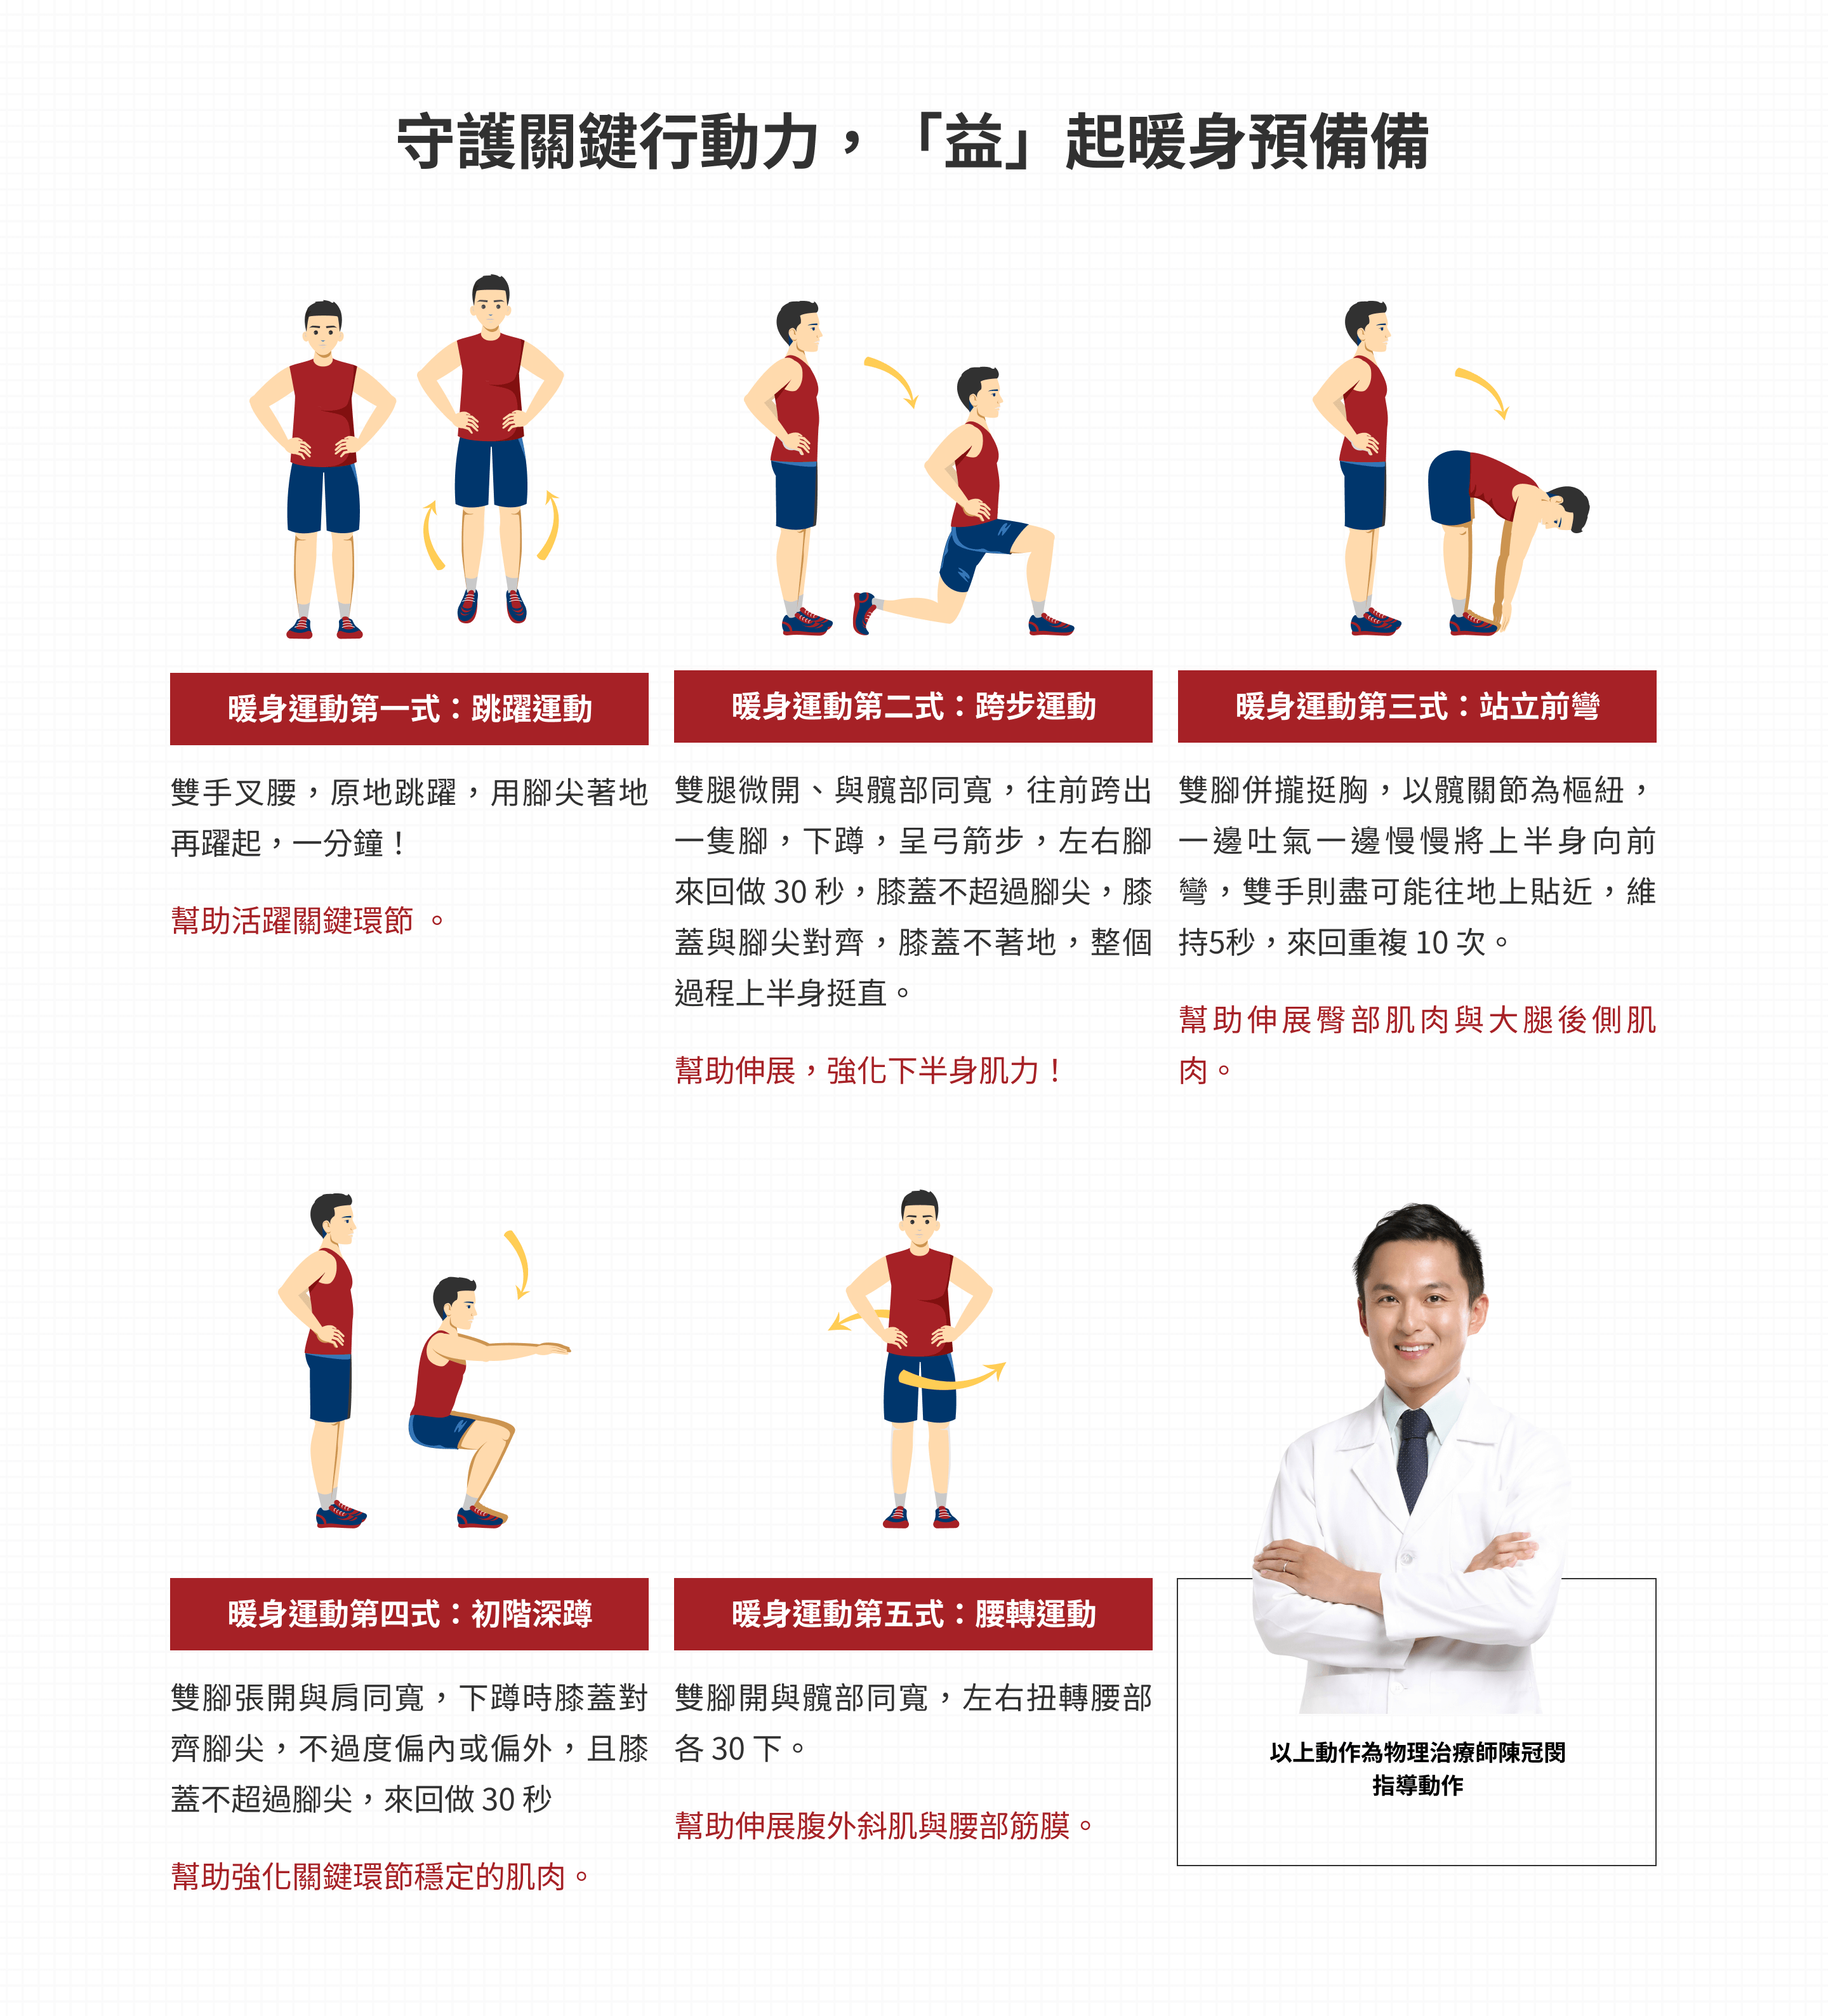 守護關鍵行動力，「益」起暖身預備備
暖身運動第一式：跳躍運動
雙手叉腰，原地跳躍，用腳尖著地
再躍起，一分鐘！
幫助活躍關鍵環節 。
暖身運動第二式：跨步運動
雙腿微開、與髖部同寬，往前跨出
一隻腳，下蹲，呈弓箭步，左右腳
來回做 30 秒，膝蓋不超過腳尖，膝
蓋與腳尖對齊，膝蓋不著地，整個
過程上半身挺直。
幫助伸展，強化下半身肌力！
暖身運動第三式：站立前彎
雙腳併攏挺胸，以髖關節為樞紐，
一邊吐氣一邊慢慢將上半身向前
彎，雙手則盡可能往地上貼近，維
持5秒，來回重複 10 次。
幫助伸展臀部肌肉與大腿後側肌
肉。
暖身運動第四式：初階深蹲
雙腳張開與肩同寬，下蹲時膝蓋對
齊腳尖，不過度偏內或偏外，且膝
蓋不超過腳尖，來回做 30 秒
幫助強化關鍵環節穩定的肌肉。
暖身運動第五式：腰轉運動
雙腳開與髖部同寬，左右扭轉腰部
各 30 下。
幫助伸展腹外斜肌與腰部筋膜。
以上動作為物理治療師陳冠閔
指導動作